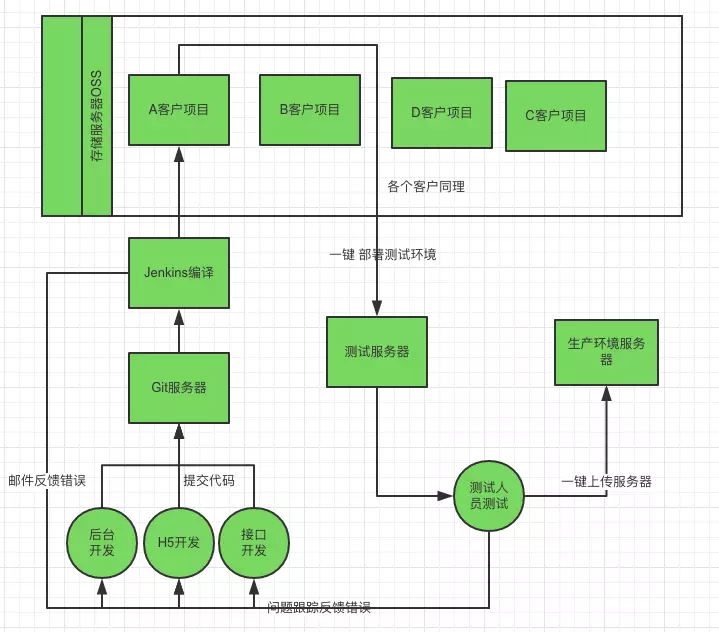 存储服务器OSS
A客户项目
B客户项目
D客户项目
C客户项目
各个客户同理
一键 部署测试环境
Jenkins编译
测试服务器
生产环境服务
器
Git服务器
邮件反馈错误
提交代码
测试人
员测试
一键上传服务器
后台
开发
H5开发
接口
开发
问题跟踪反馈错误